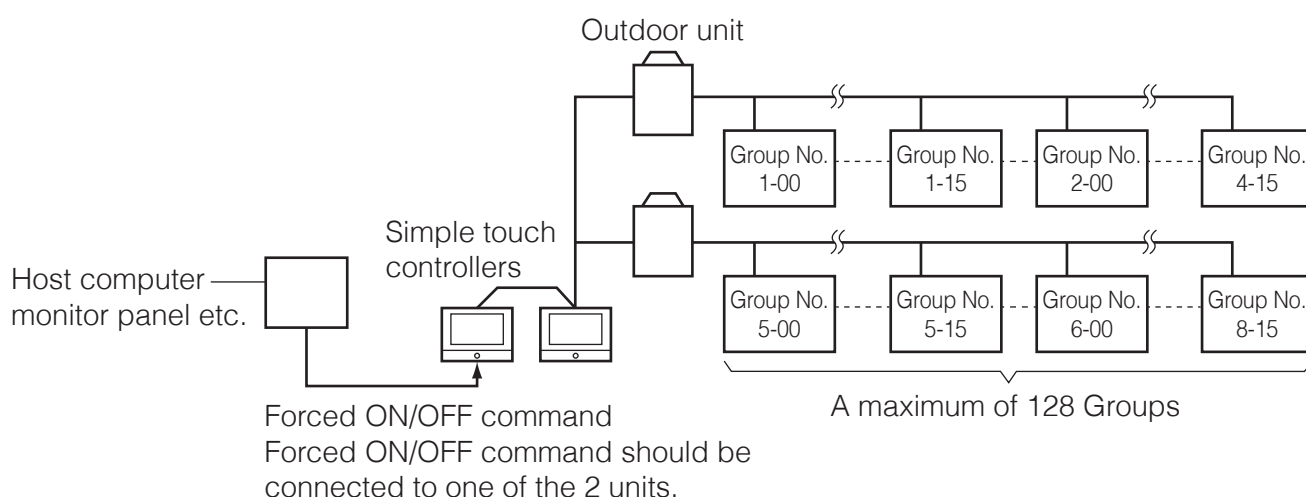 Outdoor unit
Group No.
1-00
Group No.
1-15
Group No.
2-00
Group No.
4-15
Simple touch
controllers
Host computer
monitor panel etc.
Group No.
5-00
Group No.
5-15
Group No.
6-00
Group No.
8-15
A maximum of 128 Groups
Forced ON/OFF command
Forced ON/OFF command should be
connected to one of the 2 units.